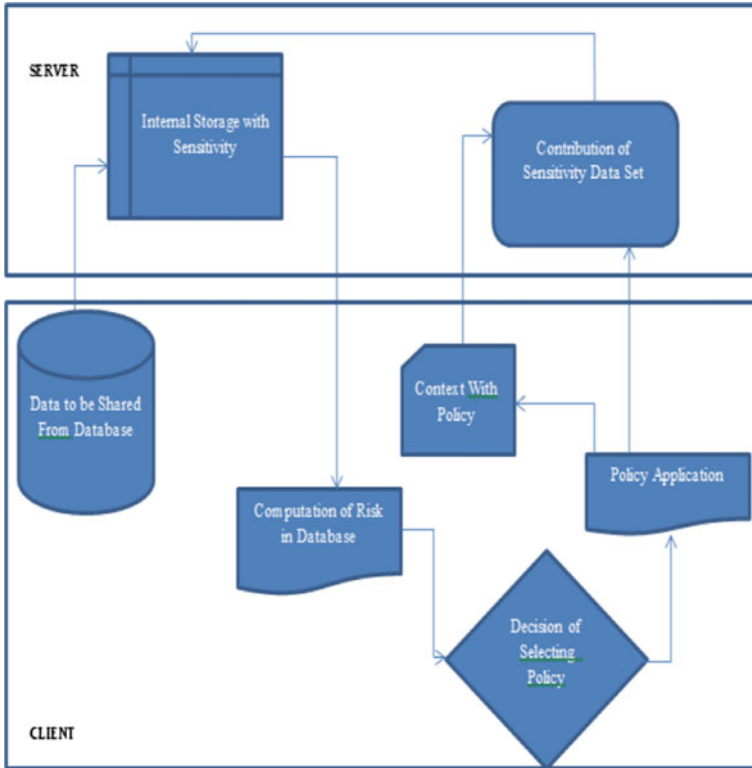 SERVER
Internal Storage with
Sensitivity
Contribution of
Sensitivity Data Set
Data to be Shared
From Database
Context With
Policy
Policy Application
Computation of Risk
in Database
Decision of
Selecting
Policy
CLIENT